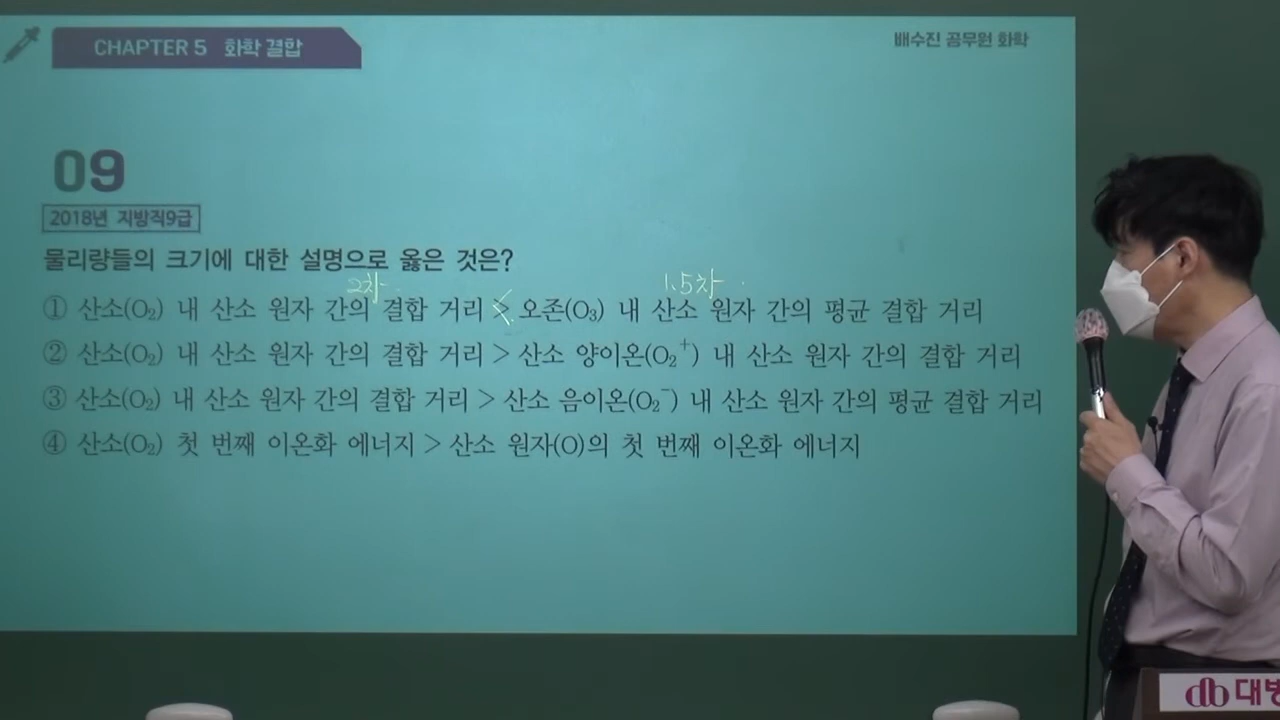 CHAPTER 5 화학 결합
배수진 공무원 화학
09
2018년 지방직9급
물리량들의 크기에 대한 설명으로 옳은 것은?
2차 1.5차
① 산소(O₂) 내 산소 원자 간의 결합 거리 > 오존(O₃) 내 산소 원자 간의 평균 결합 거리
② 산소(O₂) 내 산소 원자 간의 결합 거리 > 산소 양이온(O₂⁺) 내 산소 원자 간의 결합 거리
③ 산소(O₂) 내 산소 원자 간의 결합 거리 > 산소 음이온(O₂⁻) 내 산소 원자 간의 평균 결합 거리
④ 산소(O₂) 첫 번째 이온화 에너지 > 산소 원자(O)의 첫 번째 이온화 에너지
대방